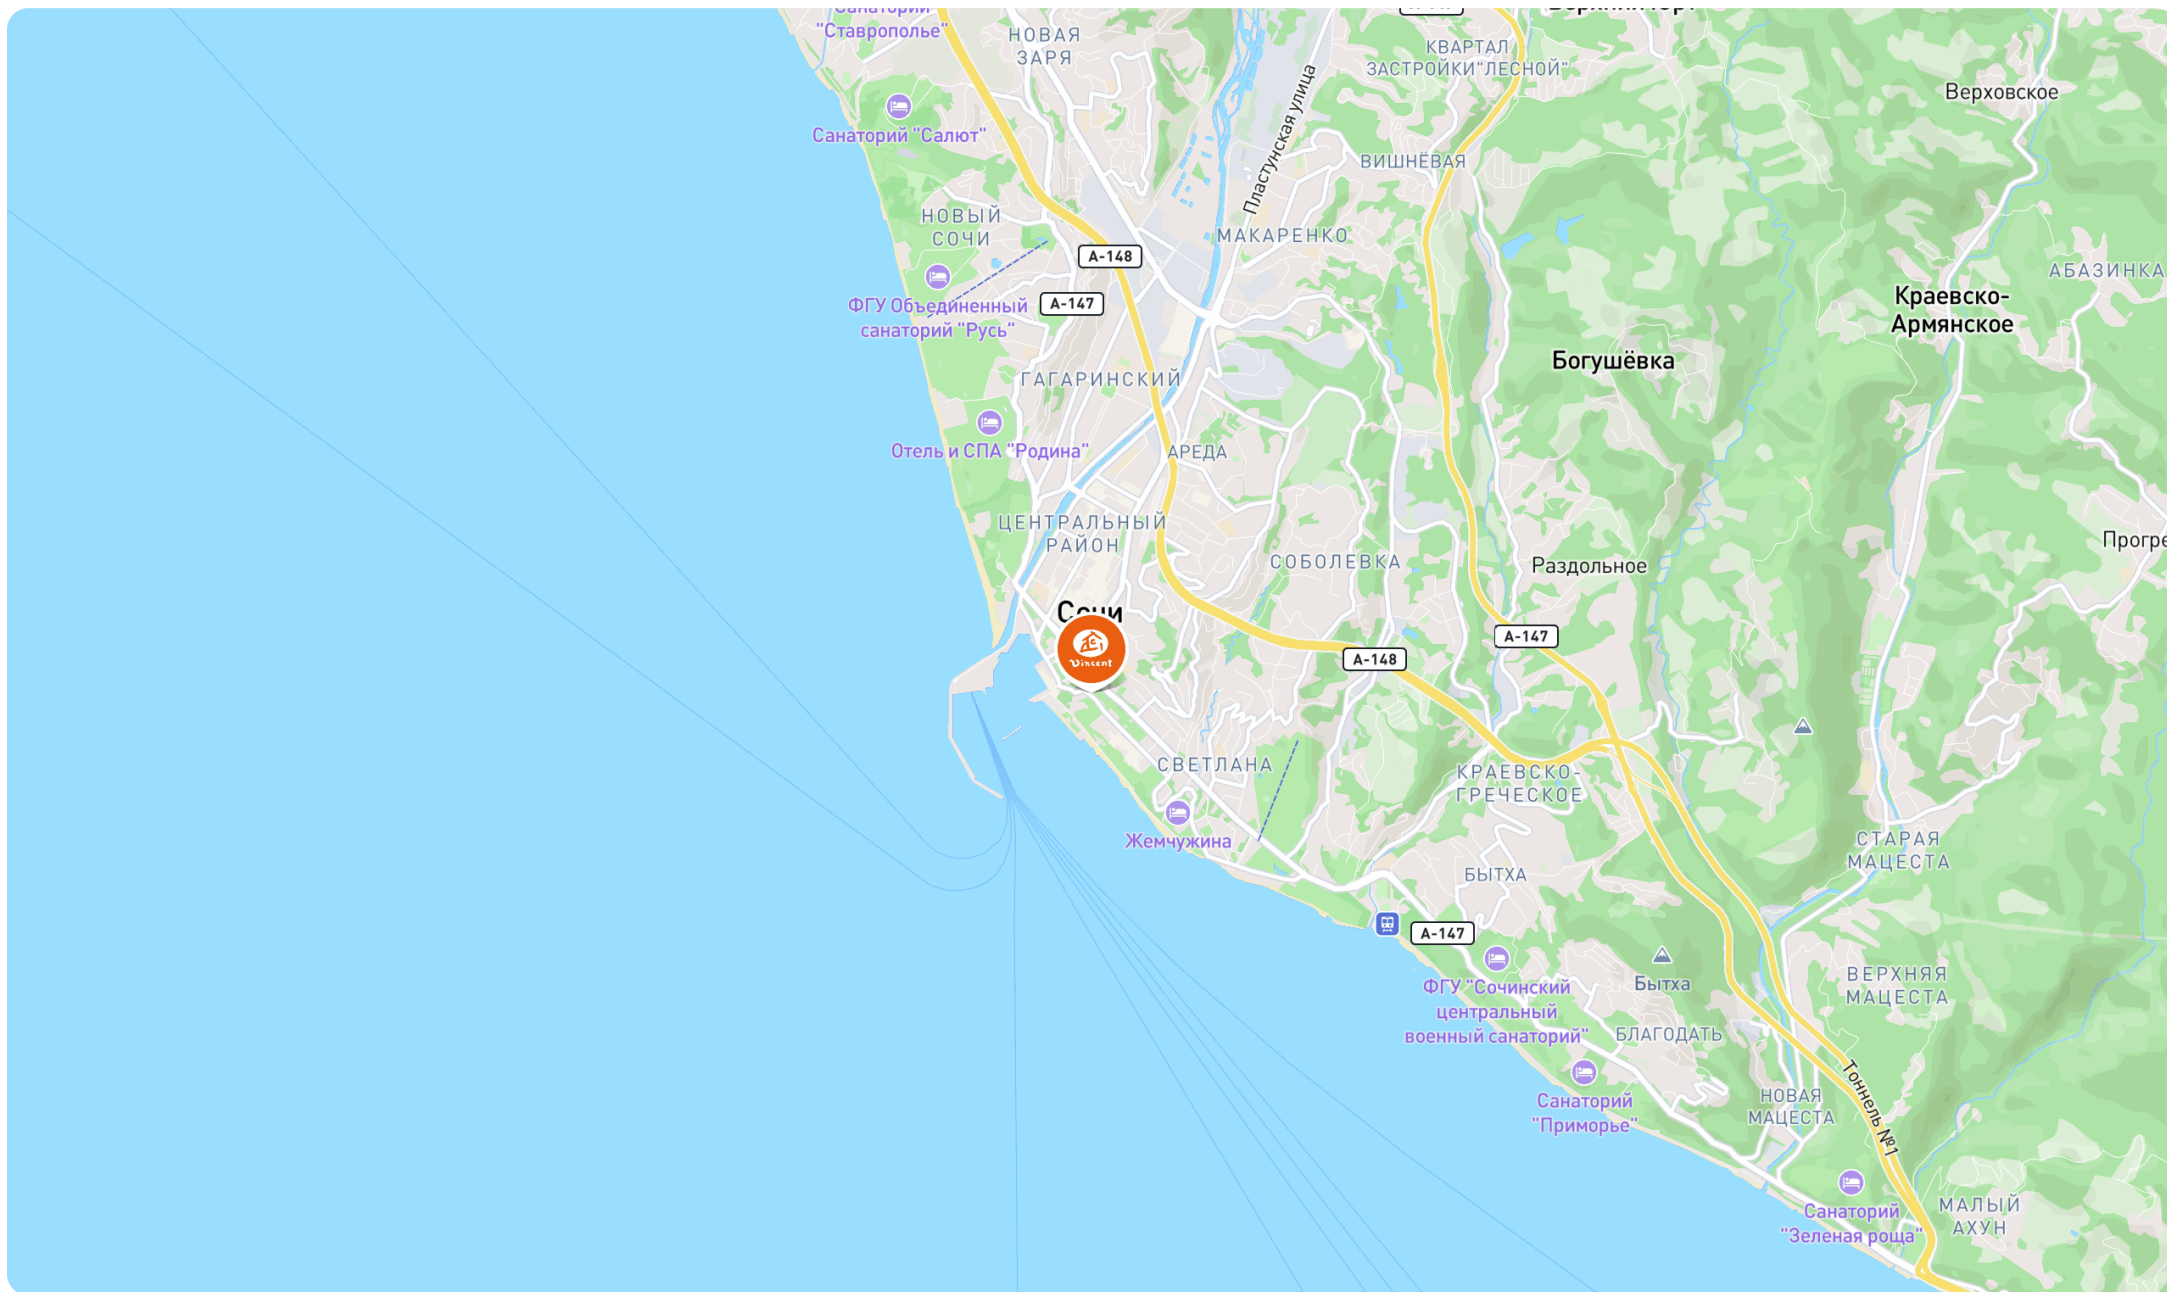 Санаторий
"Ставрополье"
НОВАЯ
ЗАРЯ
КВАРТАЛ
ЗАСТРОЙКИ"ЛЕСНОЙ"
Верховское
Санаторий "Салют"
Пластунская улица
ВИШНЁВАЯ
НОВЫЙ
СОЧИ
МАКАРЕНКО
А-148
АБАЗИНКА
А-147
ФГУ Объединенный
санаторий "Русь"
Краевско-
Армянское
Богушёвка
ГАГАРИНСКИЙ
Отель и СПА "Родина"
АРЕДА
ЦЕНТРАЛЬНЫЙ
РАЙОН
Прогре
СОБОЛЕВКА
Раздольное
Сочи
Vincent
А-147
А-148
СВЕТЛАНА
КРАЕВСКО-
ГРЕЧЕСКОЕ
Жемчужина
СТАРАЯ
МАЦЕСТА
БЫТХА
А-147
ФГУ "Сочинский
центральный
военный санаторий"
Бытха
ВЕРХНЯЯ
МАЦЕСТА
БЛАГОДАТЬ
Санаторий
"Приморье"
НОВАЯ
МАЦЕСТА
Тоннель №1
Санаторий
"Зеленая роща"
МАЛЫЙ
АХУН